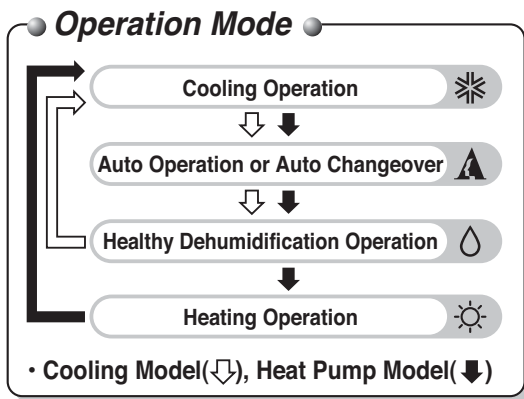 Operation Mode
Cooling Operation
Auto Operation or Auto Changeover
Healthy Dehumidification Operation
Heating Operation
· Cooling Model(⇩), Heat Pump Model(⬇)